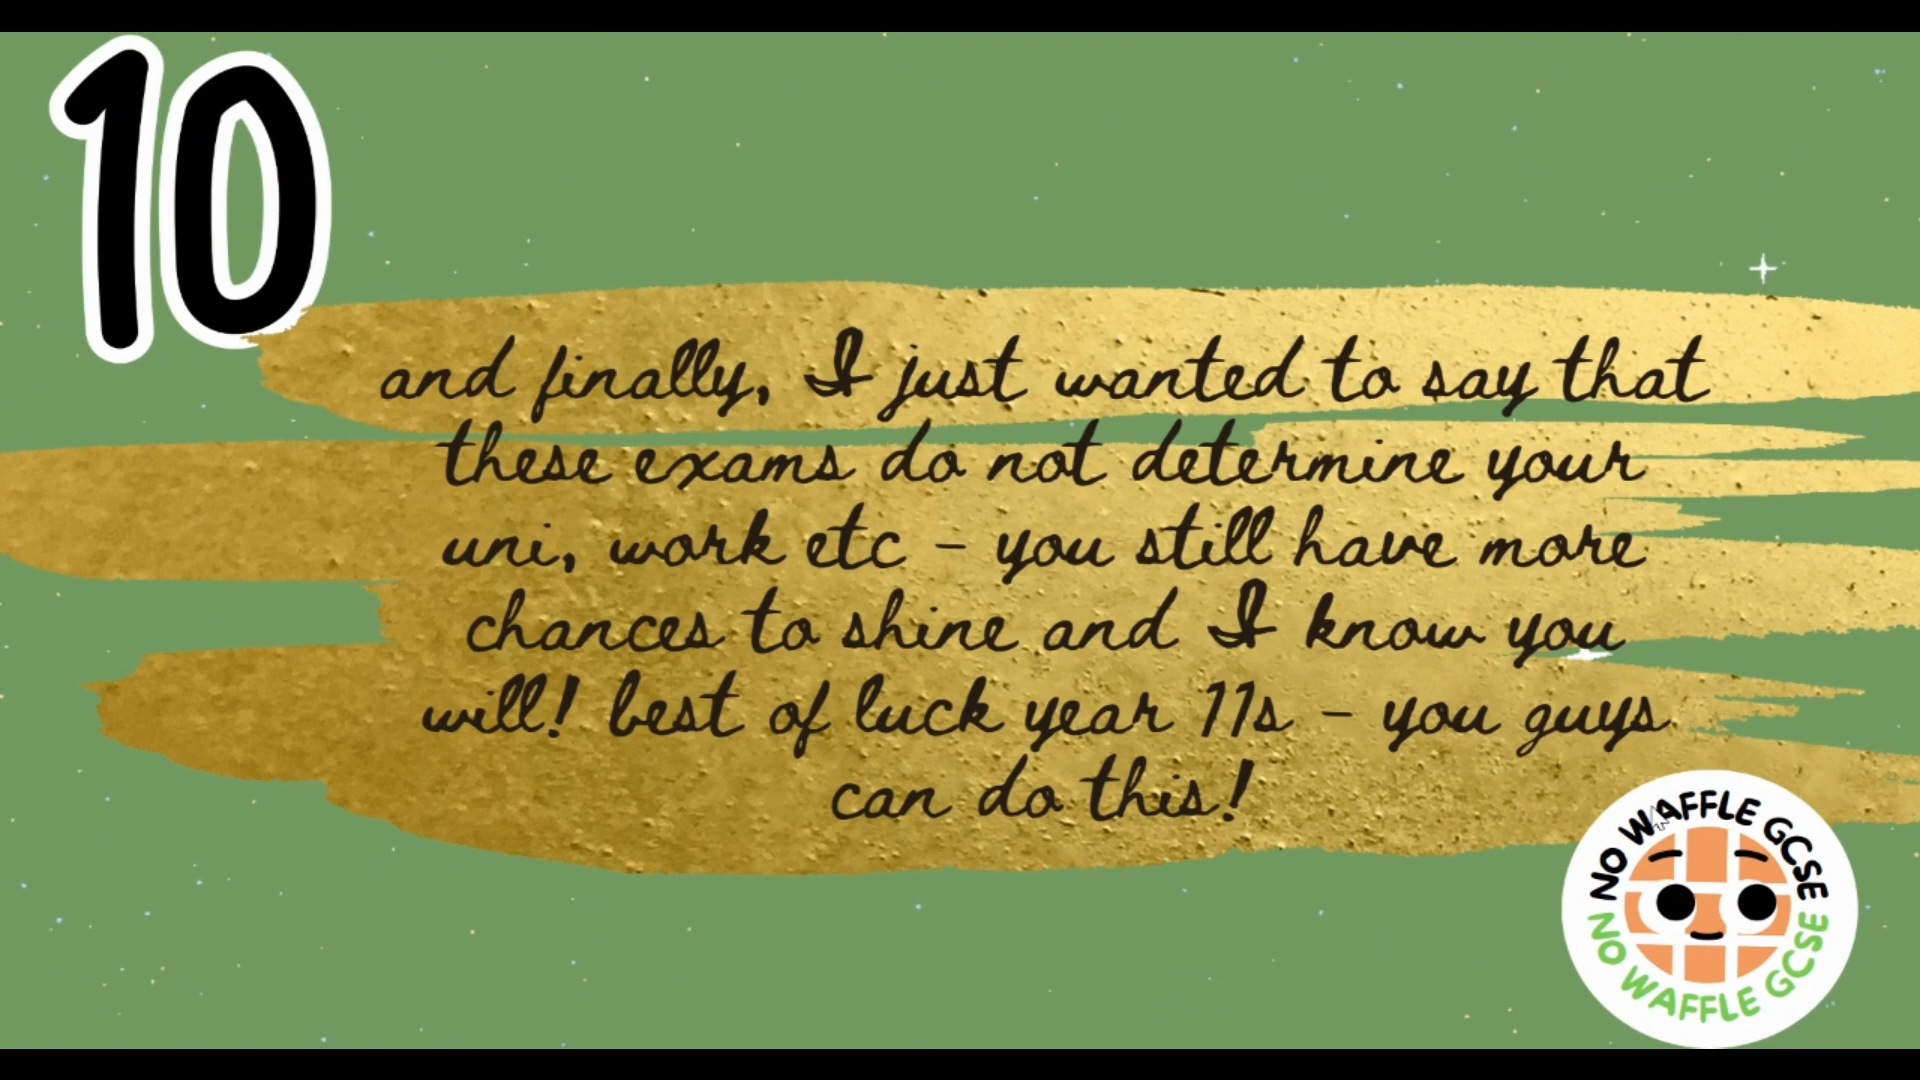 10
and finally, I just wanted to say that
these exams do not determine your
uni, work etc - you still have more
chances to shine and I know you
will! best of luck year 11s - you guys
can do this!
NO WAFFLE GCSE
NO WAFFLE GCSE